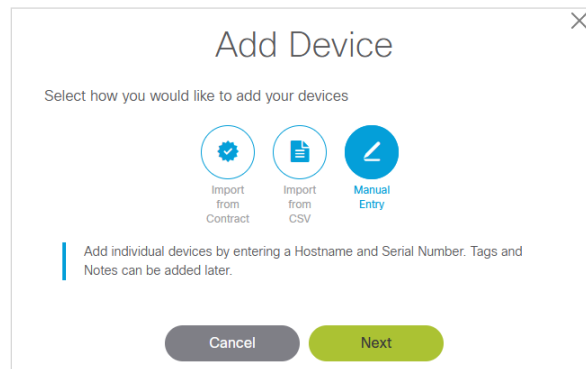 Add Device
Select how you would like to add your devices
Import
from
Contract
Import
from
CSV
Manual
Entry
Add individual devices by entering a Hostname and Serial Number. Tags and
Notes can be added later.
Cancel
Next